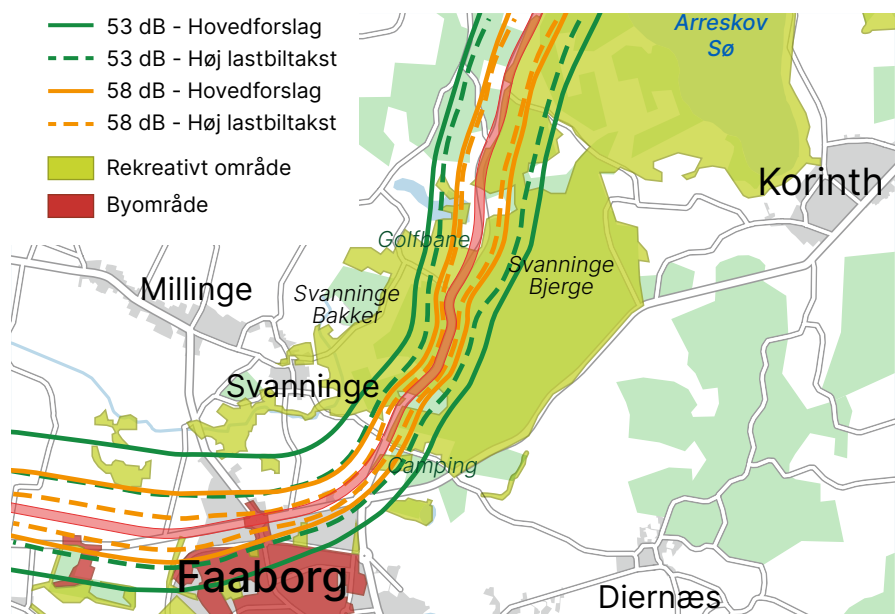 53 dB - Hovedforslag
53 dB - Høj lastbiltakst
58 dB - Hovedforslag
58 dB - Høj lastbiltakst
Rekreativt område
Byområde
Arreskov
Sø
Korinth
Golfbane
Svanninge
Bjerge
Millinge
Svanninge
Bakker
Svanninge
Camping
Faaborg
Diernæs